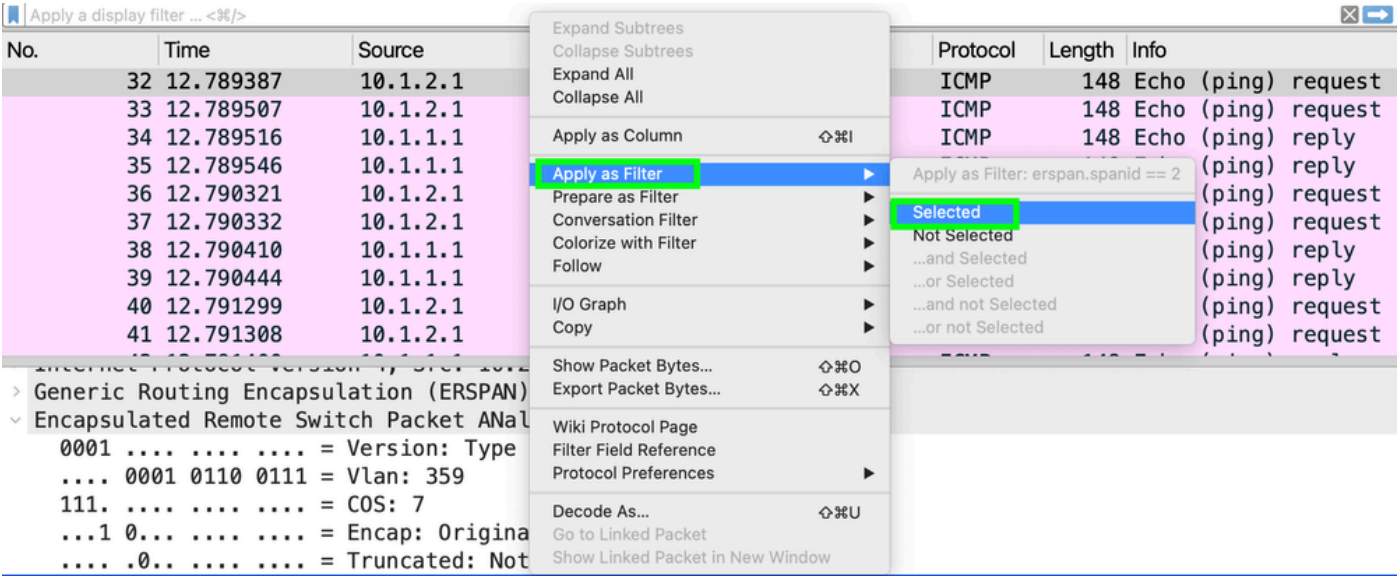 Apply a display filter ... <⌘/>
No. Time Source Protocol Length Info
32 12.789387 10.1.2.1 ICMP 148 Echo (ping) request
33 12.789507 10.1.2.1 ICMP 148 Echo (ping) request
34 12.789516 10.1.1.1 ICMP 148 Echo (ping) reply
35 12.789546 10.1.1.1 (ping) reply
36 12.790321 10.1.2.1 (ping) request
37 12.790332 10.1.2.1 (ping) request
38 12.790410 10.1.1.1 (ping) reply
39 12.790444 10.1.1.1 (ping) reply
40 12.791299 10.1.2.1 (ping) request
41 12.791308 10.1.2.1 (ping) request
Generic Routing Encapsulation (ERSPAN)
Encapsulated Remote Switch Packet ANal
0001 .... .... .... = Version: Type
.... 0001 0110 0111 = Vlan: 359
111. .... .... .... = COS: 7
...1 0... .... .... = Encap: Origina
.... .0.. .... .... = Truncated: Not
Expand Subtrees
Collapse Subtrees
Expand All
Collapse All
Apply as Column ⇧⌘I
Apply as Filter
Prepare as Filter
Conversation Filter
Colorize with Filter
Follow
I/O Graph
Copy
Show Packet Bytes... ⇧⌘O
Export Packet Bytes... ⇧⌘X
Wiki Protocol Page
Filter Field Reference
Protocol Preferences
Decode As... ⇧⌘U
Go to Linked Packet
Show Linked Packet in New Window
Apply as Filter: erspan.spanid == 2
Selected
Not Selected
...and Selected
...or Selected
...and not Selected
...or not Selected